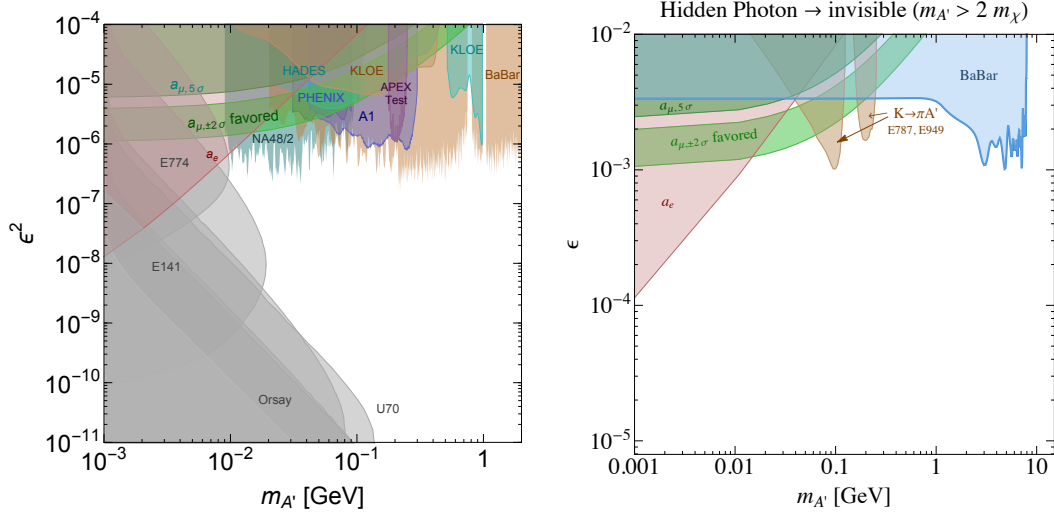 10⁻⁴
10⁻⁵
10⁻⁶
10⁻⁷
10⁻⁸
10⁻⁹
10⁻¹⁰
10⁻¹¹
ϵ²
10⁻³
10⁻²
10⁻¹
1
m_A' [GeV]
KLOE
HADES
KLOE
BaBar
a_μ,5σ
PHENIX
APEX
Test
a_μ,±2σ favored
A1
NA48/2
a_e
E774
E141
Orsay
U70
Hidden Photon → invisible (m_A' > 2 m_χ)
10⁻²
10⁻³
10⁻⁴
10⁻⁵
ϵ
0.001
0.01
0.1
1
10
m_A' [GeV]
BaBar
a_μ,5σ
K→πA'
E787, E949
a_μ,±2σ favored
a_e